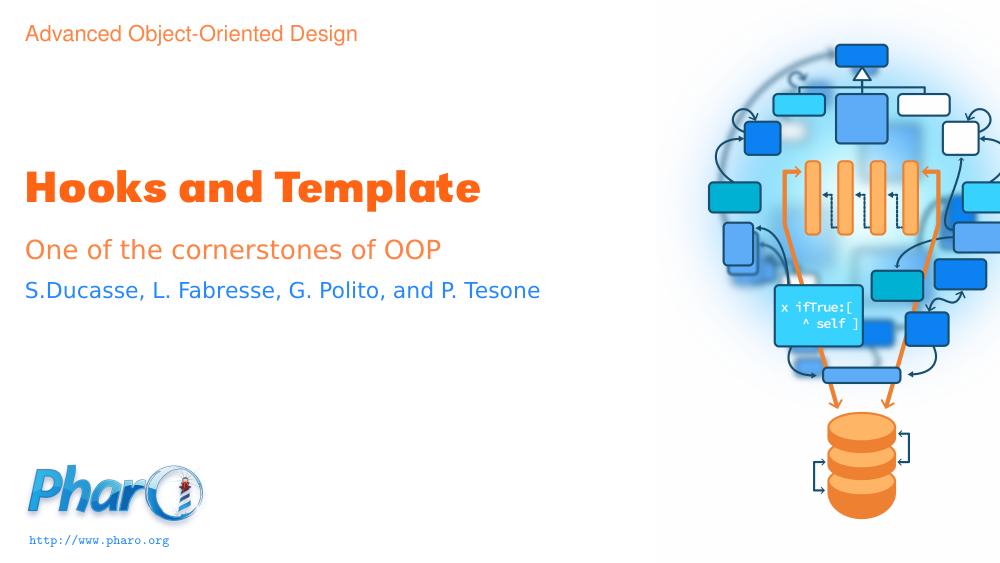 Advanced Object-Oriented Design
Hooks and Template
One of the cornerstones of OOP
S.Ducasse, L. Fabresse, G. Polito, and P. Tesone
x ifTrue:[
^ self ]
Pharo
http://www.pharo.org